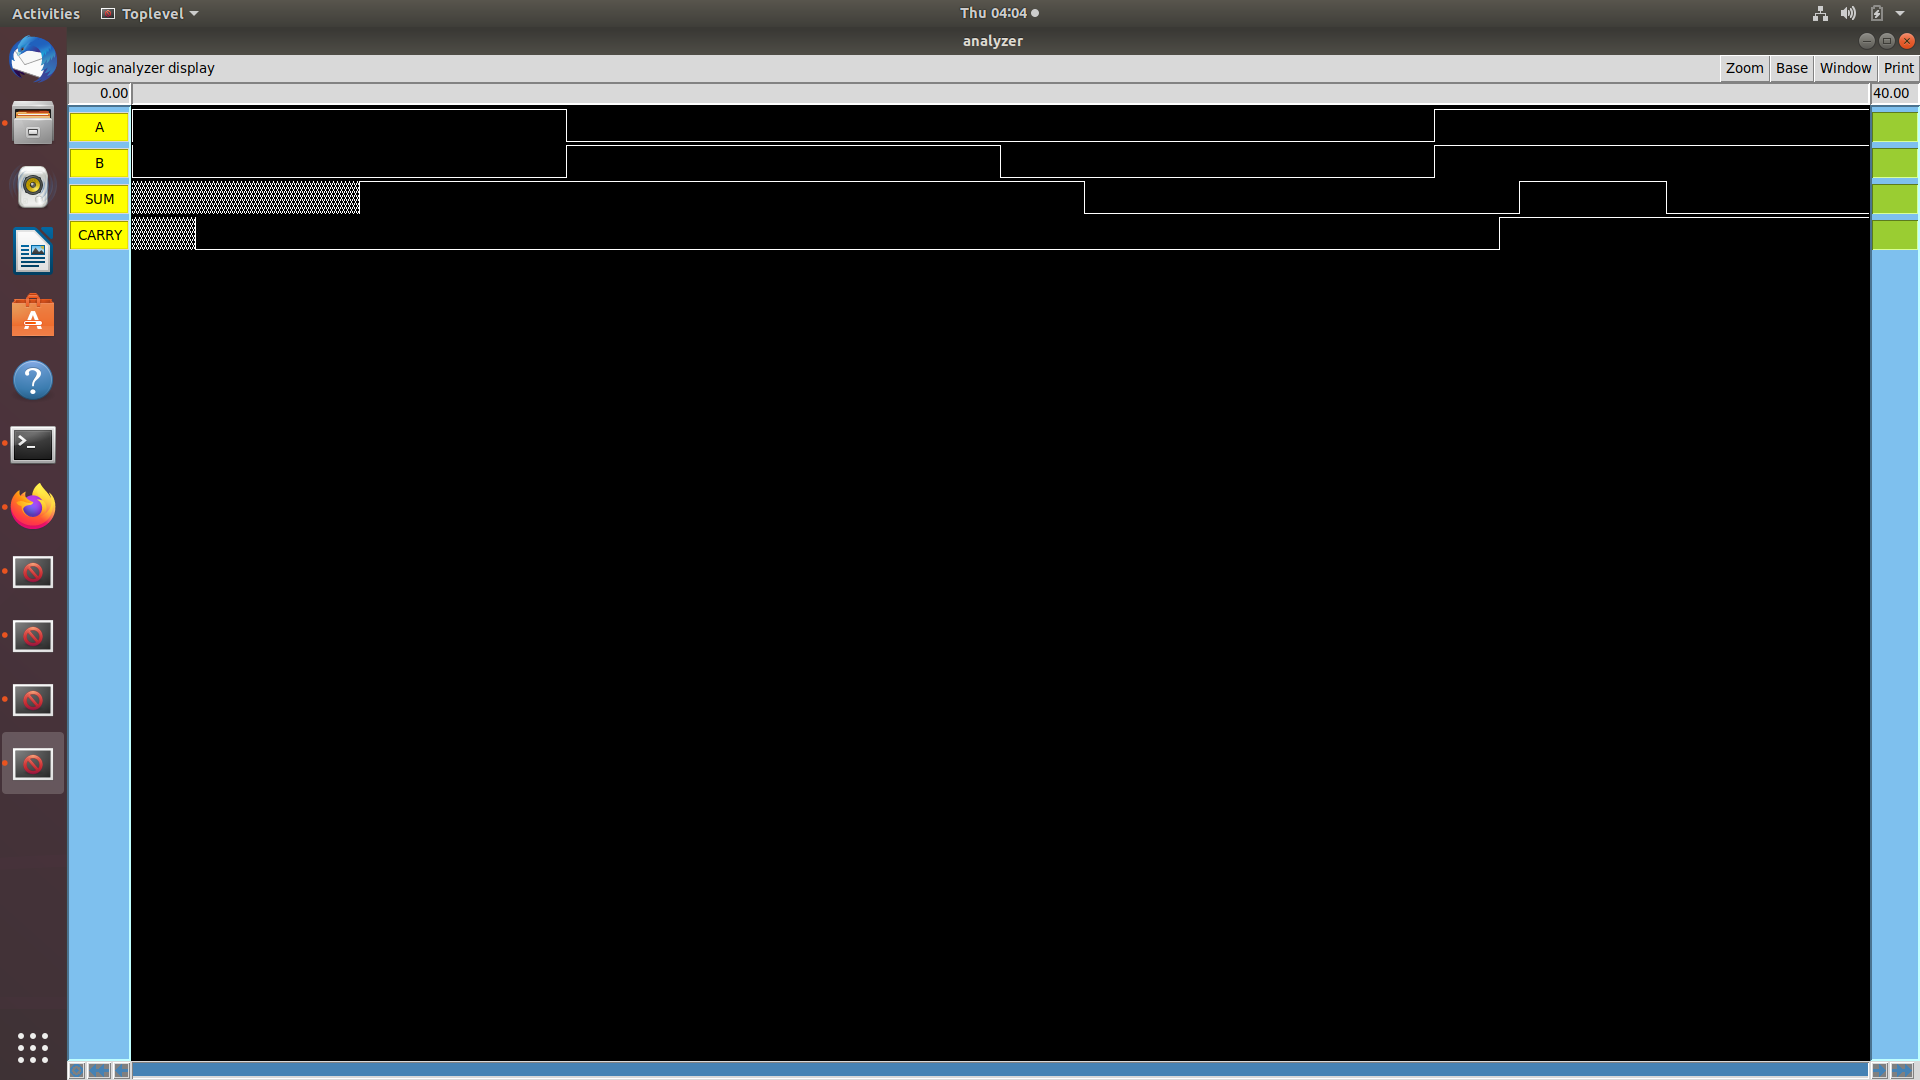 Activities Toplevel Thu 04:04
analyzer
logic analyzer display Zoom Base Window Print
0.00 40.00
A
B
SUM
CARRY